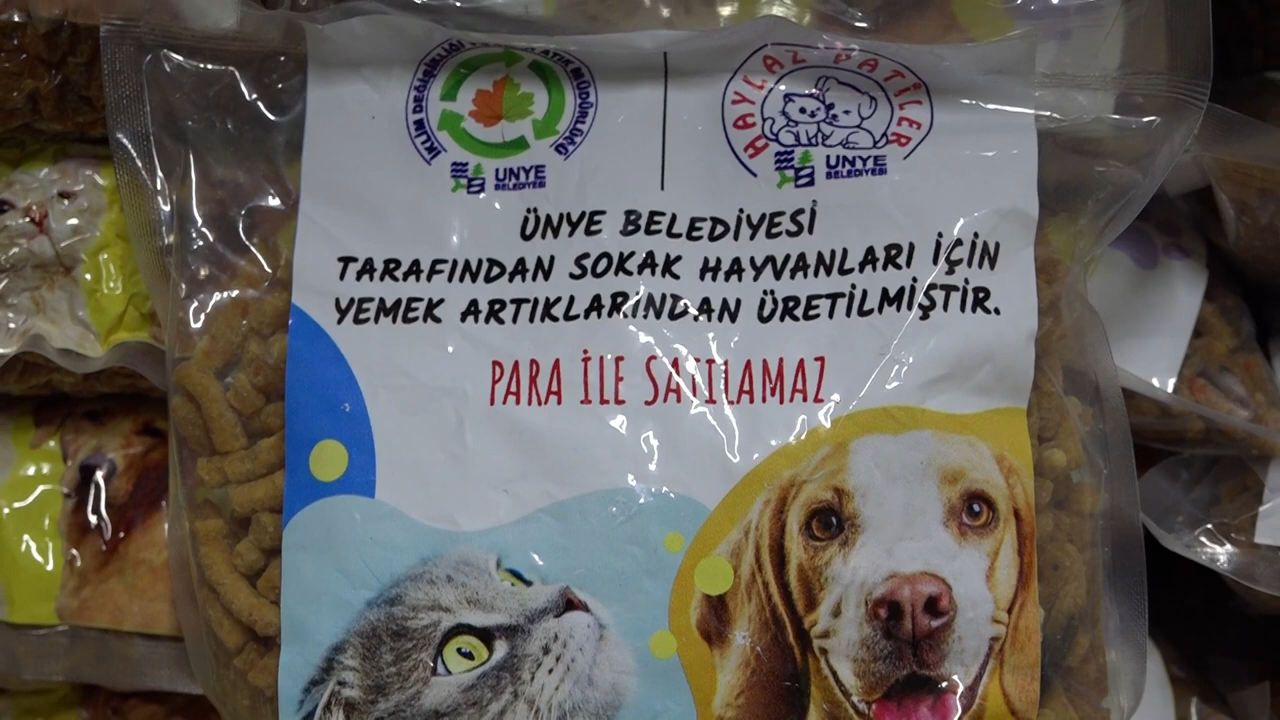 İKLİM DEĞİŞİKLİĞİ ATIK MÜDÜRLÜĞÜ
ÜNYE
BELEDİYESİ
HAYLAZ PATİLER
ÜNYE
BELEDİYESİ
ÜNYE BELEDİYESİ
TARAFINDAN SOKAK HAYVANLARI İÇİN
YEMEK ARTIKLARINDAN ÜRETİLMİŞTİR.
PARA İLE SATILAMAZ